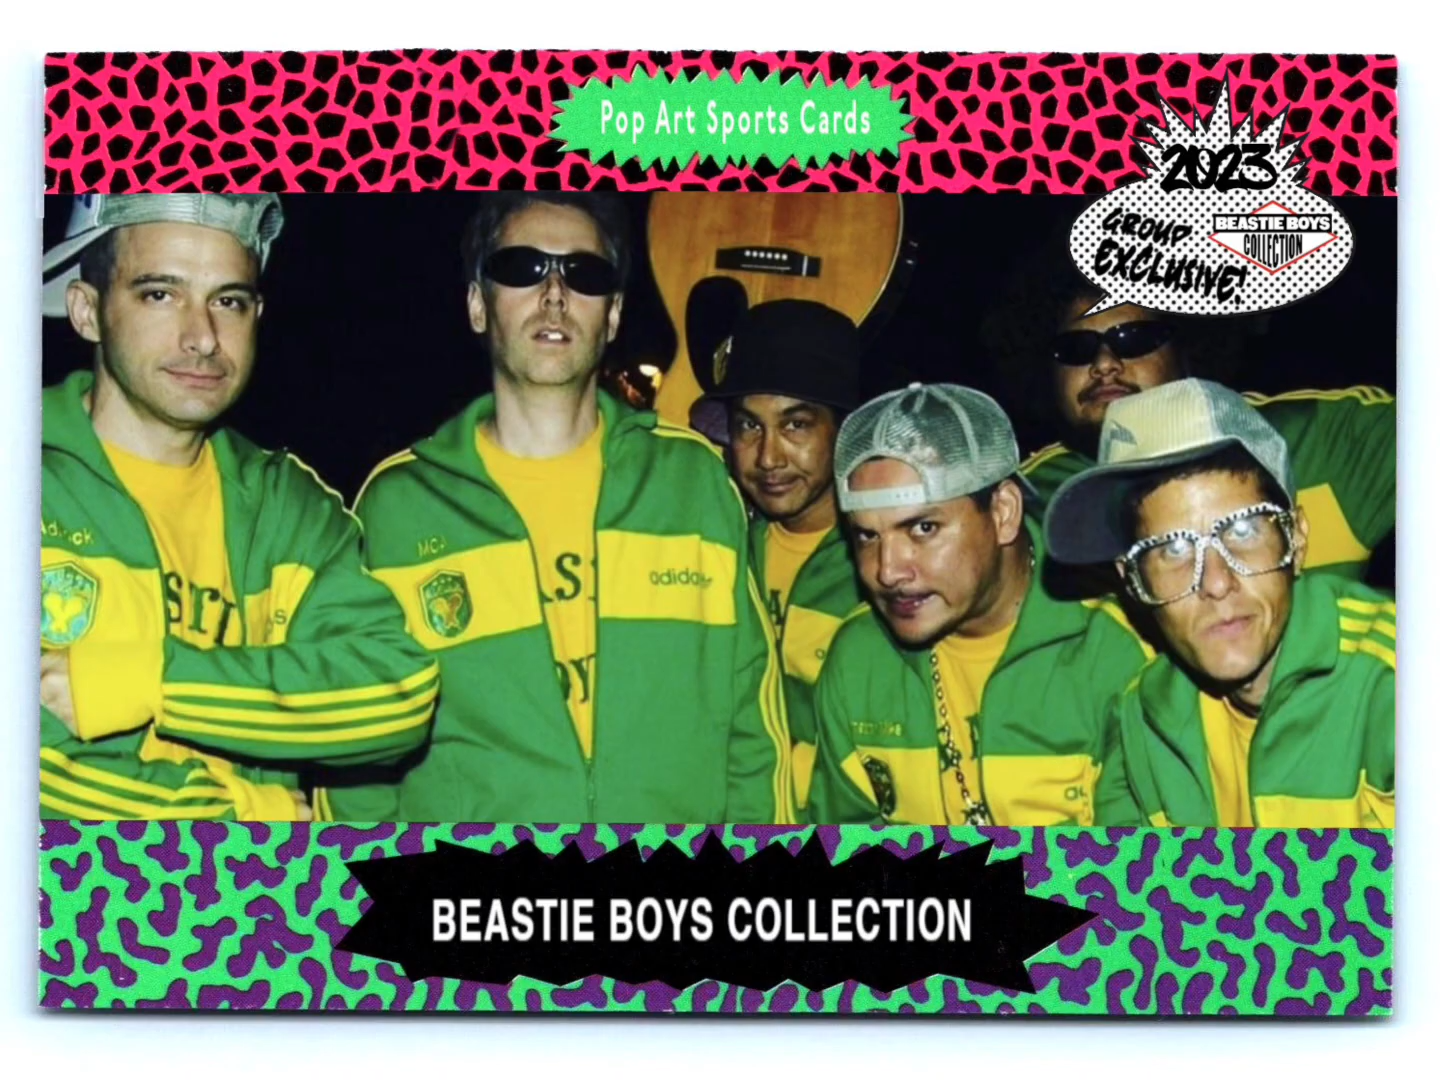 Pop Art Sports Cards
2023
GROUP
EXCLUSIVE!
BEASTIE BOYS
COLLECTION
MCA
adidas
BEASTIE BOYS COLLECTION